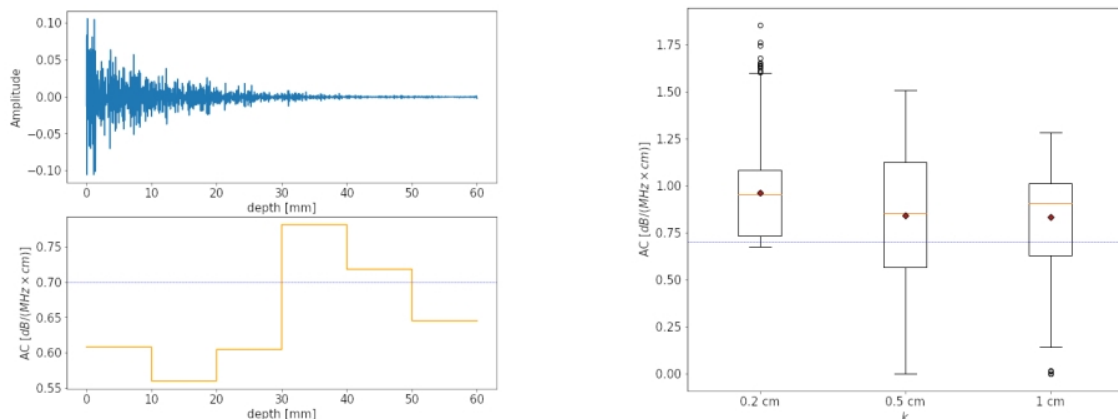 0.10
0.05
0.00
−0.05
−0.10
Amplitude
0 10 20 30 40 50 60
depth [mm]
0.75
0.70
0.65
0.60
0.55
AC [dB/(MHz × cm)]
0 10 20 30 40 50 60
depth [mm]
1.75
1.50
1.25
1.00
0.75
0.50
0.25
0.00
AC [dB/(MHz × cm)]
0.2 cm 0.5 cm 1 cm
k